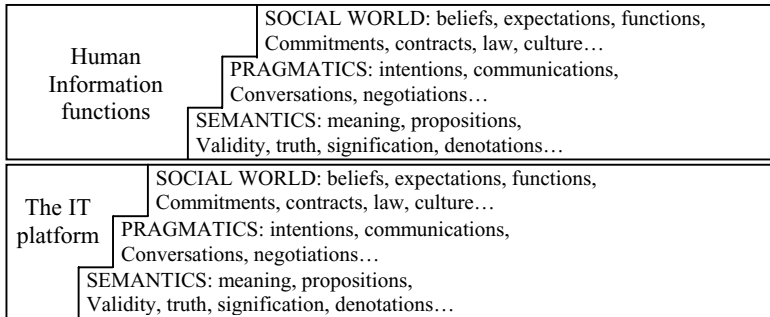 Human
Information
functions
SOCIAL WORLD: beliefs, expectations, functions,
Commitments, contracts, law, culture…
PRAGMATICS: intentions, communications,
Conversations, negotiations…
SEMANTICS: meaning, propositions,
Validity, truth, signification, denotations…
The IT
platform
SOCIAL WORLD: beliefs, expectations, functions,
Commitments, contracts, law, culture…
PRAGMATICS: intentions, communications,
Conversations, negotiations…
SEMANTICS: meaning, propositions,
Validity, truth, signification, denotations…